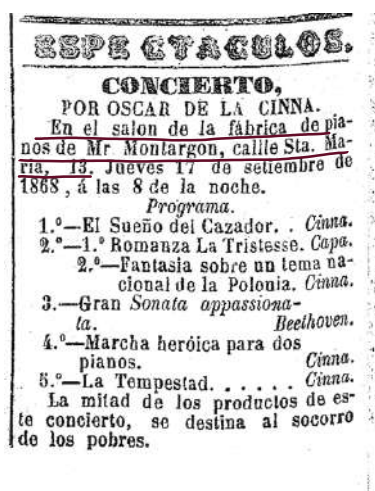 ESPECTACULOS.
CONCIERTO,
POR OSCAR DE LA CINNA.
En el salon de la fábrica de pia-
nos de Mr. Montargon, callle Sta. Ma-
ria, 13. Jueves 17 de setiembre de
1868, á las 8 de la noche.
Programa.
1.º—El Sueño del Cazador. . Cinna.
2.º—1.º Romanza La Tristesse. Capa.
2.º—Fantasia sobre un tema na-
cional de la Polonia. Cinna.
3.—Gran Sonata appassiona-
ta. Beethoven.
4.º—Marcha heróica para dos
pianos. Cinna.
5.º—La Tempestad. . . . . . Cinna.
La mitad de los productos de es-
te concierto, se destina al socorro
de los pobres.